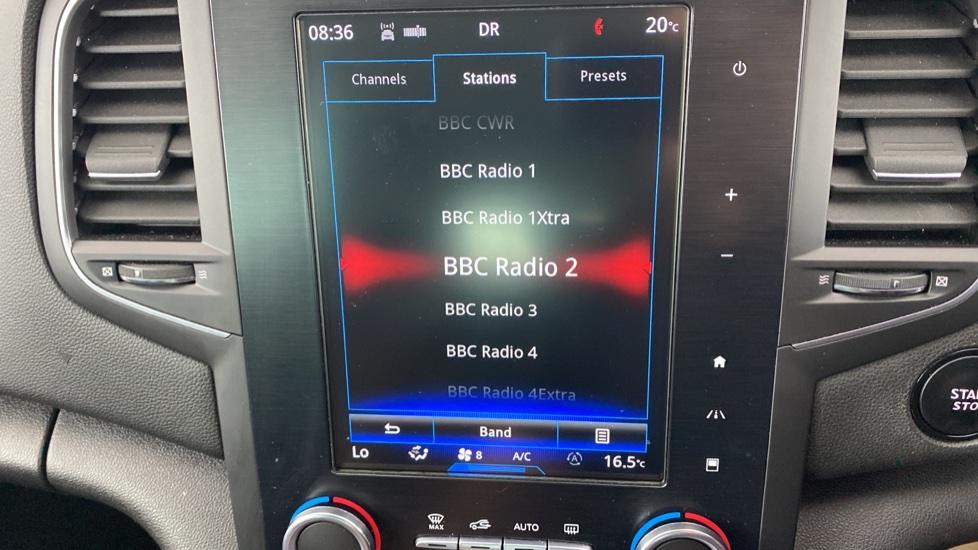 08:36 DR 20°c
Channels Stations Presets
BBC CWR
BBC Radio 1
BBC Radio 1Xtra
BBC Radio 2
BBC Radio 3
BBC Radio 4
BBC Radio 4Extra
Band
Lo 8 A/C 16.5°c
MAX AUTO